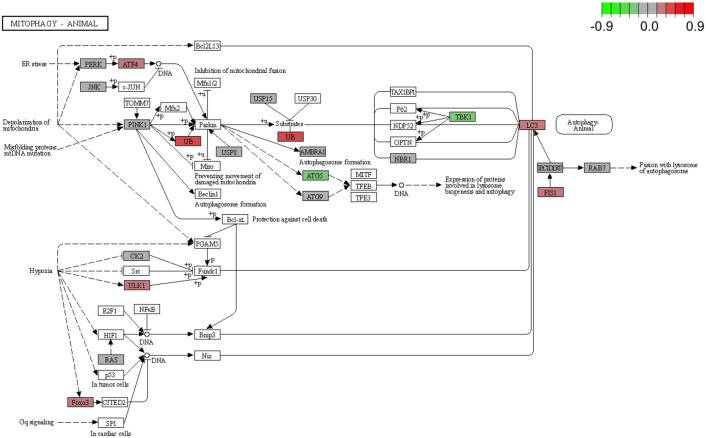 MITOPHAGY - ANIMAL
-0.9 0 0.9
Bcl2L13
ER stress
PERK
+p
ATF4
DNA
Inhibition of mitochondrial fusion
JNK
+p
c-JUN
Mfn1/2
+u
USP15
USP30
TAX1BP1
TOMM7
Mfn2
P62
TBK1
Depolarization of mitochondria
PINK1
+p
Parkin
+u
Substrates
NDP52
+p
LC3
Autophagy-
Animal
Misfolding proteins
mtDNA mutation
UB
UB
OPTN
+p
USP8
AMBRA1
NBR1
Miro
Autophagosome formation
RAB7
Fusion with lysosome
of autophagosome
Preventing movement of
damaged mitochondria
ATG5
MITF
TFEB
TFE3
DNA
Expression of proteins
involved in lysosome
biogenesis and autophagy
Beclin1
ATG9
FIS1
Autophagosome formation
+p
Bcl-xL
Protection against cell death
PGAM5
CK2
+p
-p
Hypoxia
Src
+p
Fundc1
ULK1
+p
E2F1
NFκB
HIF1
DNA
Bnip3
RAS
DNA
Nix
p53
In tumor cells
Foxo3
CITED2
Gq signaling
SP1
In cardiac cells